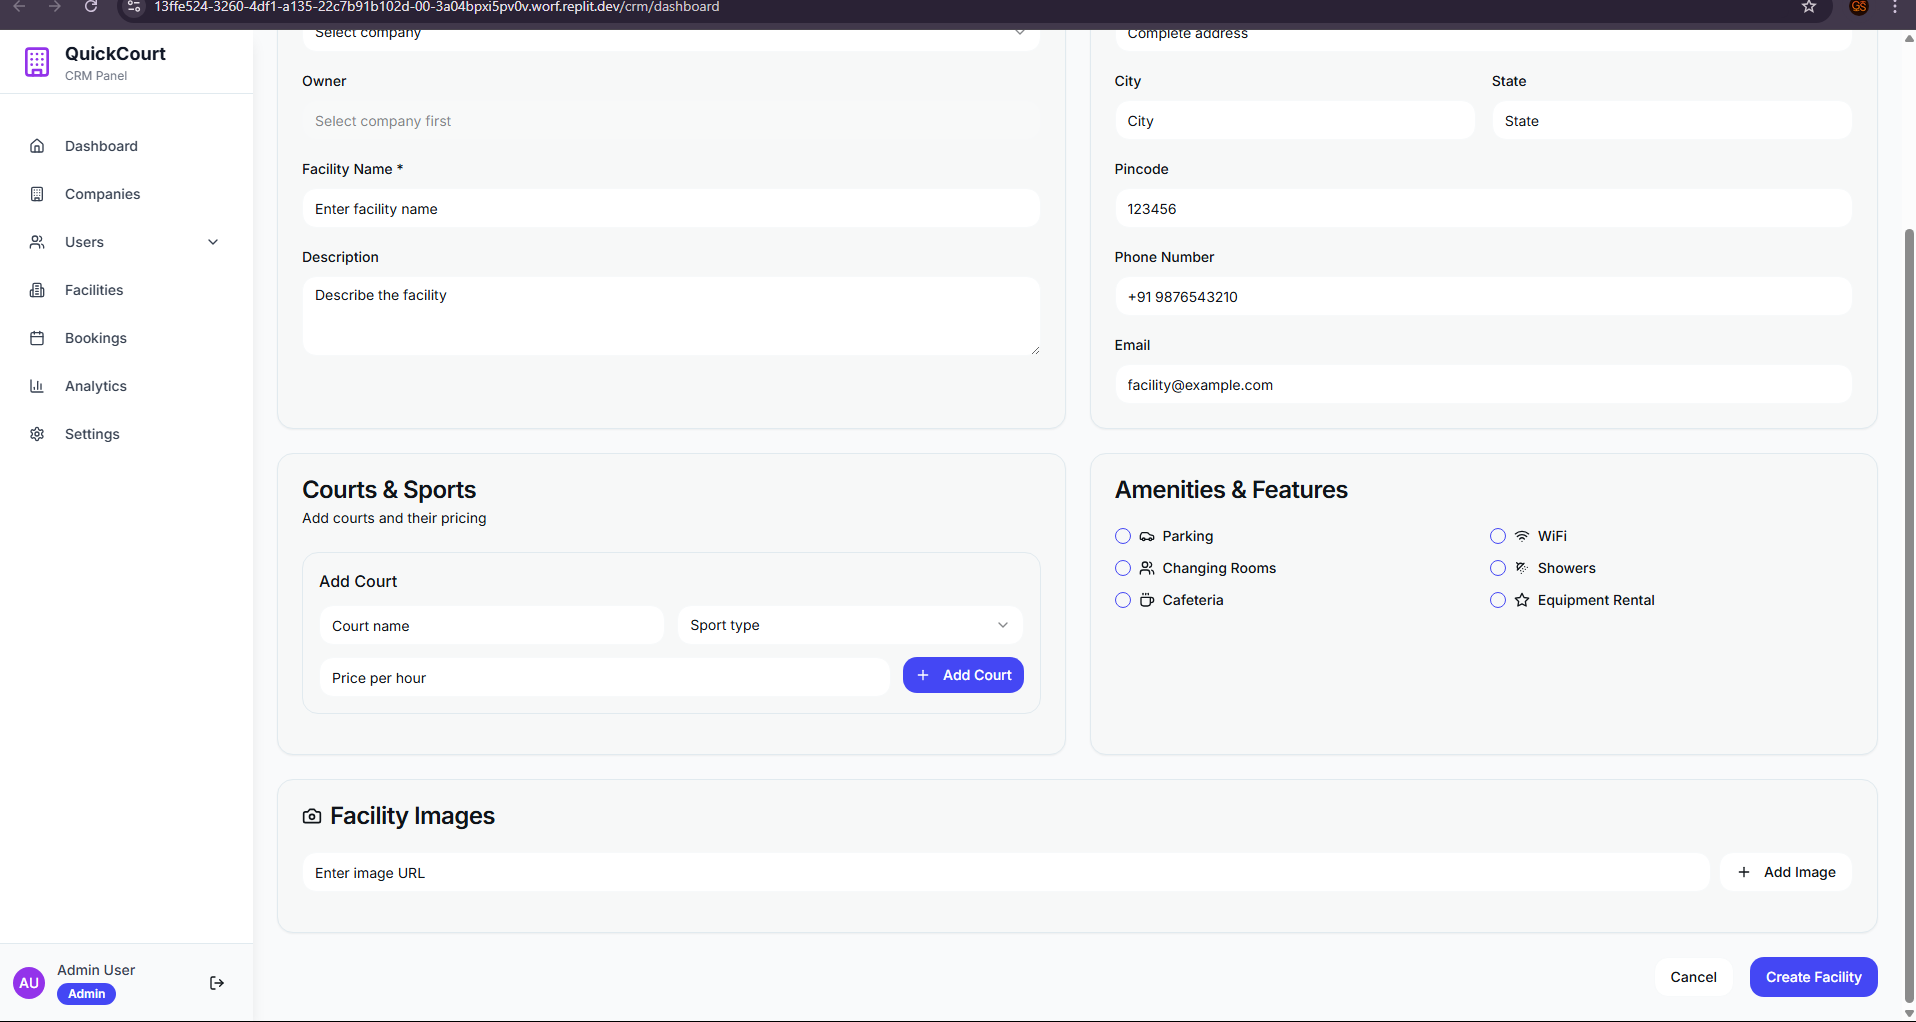 13ffe524-3260-4df1-a135-22c7b91b102d-00-3a04bpxi5pv0v.worf.replit.dev/crm/dashboard
GS
QuickCourt
CRM Panel
Dashboard
Companies
Users
Facilities
Bookings
Analytics
Settings
Admin User
AU
Admin
Select company
Owner
Select company first
Facility Name *
Enter facility name
Description
Describe the facility
Complete address
City
State
City
State
Pincode
123456
Phone Number
+91 9876543210
Email
facility@example.com
Courts & Sports
Add courts and their pricing
Add Court
Court name
Sport type
Price per hour
+ Add Court
Amenities & Features
Parking
WiFi
Changing Rooms
Showers
Cafeteria
Equipment Rental
Facility Images
Enter image URL
+ Add Image
Cancel
Create Facility